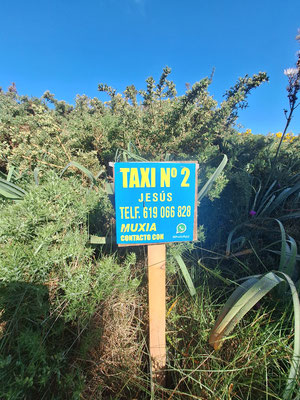 TAXI Nº 2
JESÚS
TELF. 619 066 828
MUXIA
CONTACTO CON